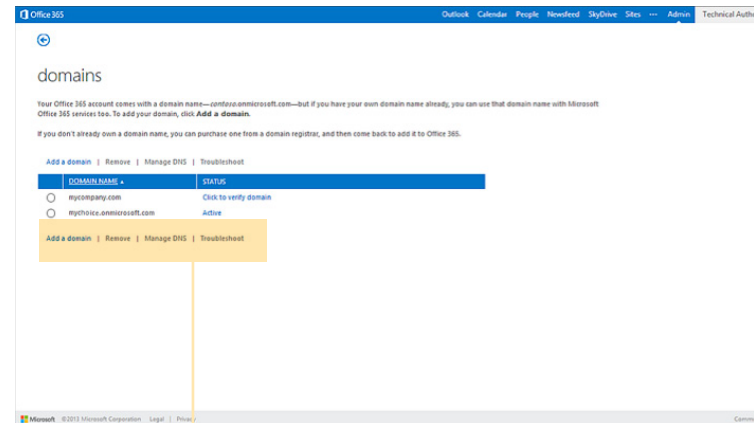 Office 365 Outlook Calendar People Newsfeed SkyDrive Sites ··· Admin Technical Auth
domains
Your Office 365 account comes with a domain name—contoso.onmicrosoft.com—but if you have your own domain name already, you can use that domain name with Microsoft
Office 365 services too. To add your domain, click Add a domain.
If you don't already own a domain name, you can purchase one from a domain registrar, and then come back to add it to Office 365.
Add a domain | Remove | Manage DNS | Troubleshoot
DOMAIN NAME ▲ STATUS
mycompany.com Click to verify domain
mychoice.onmicrosoft.com Active
Add a domain | Remove | Manage DNS | Troubleshoot
Microsoft ©2013 Microsoft Corporation Legal | Privacy Comm